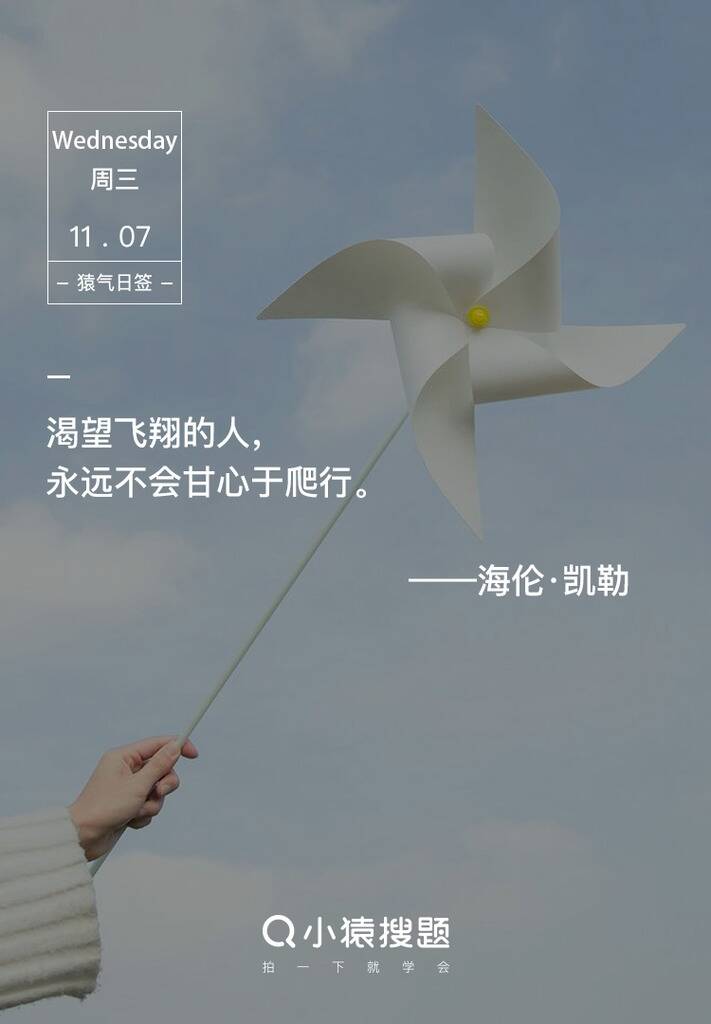 Wednesday
周三
11 . 07
– 猿气日签 –
渴望飞翔的人，
永远不会甘心于爬行。
——海伦·凯勒
小猿搜题
拍一下就学会